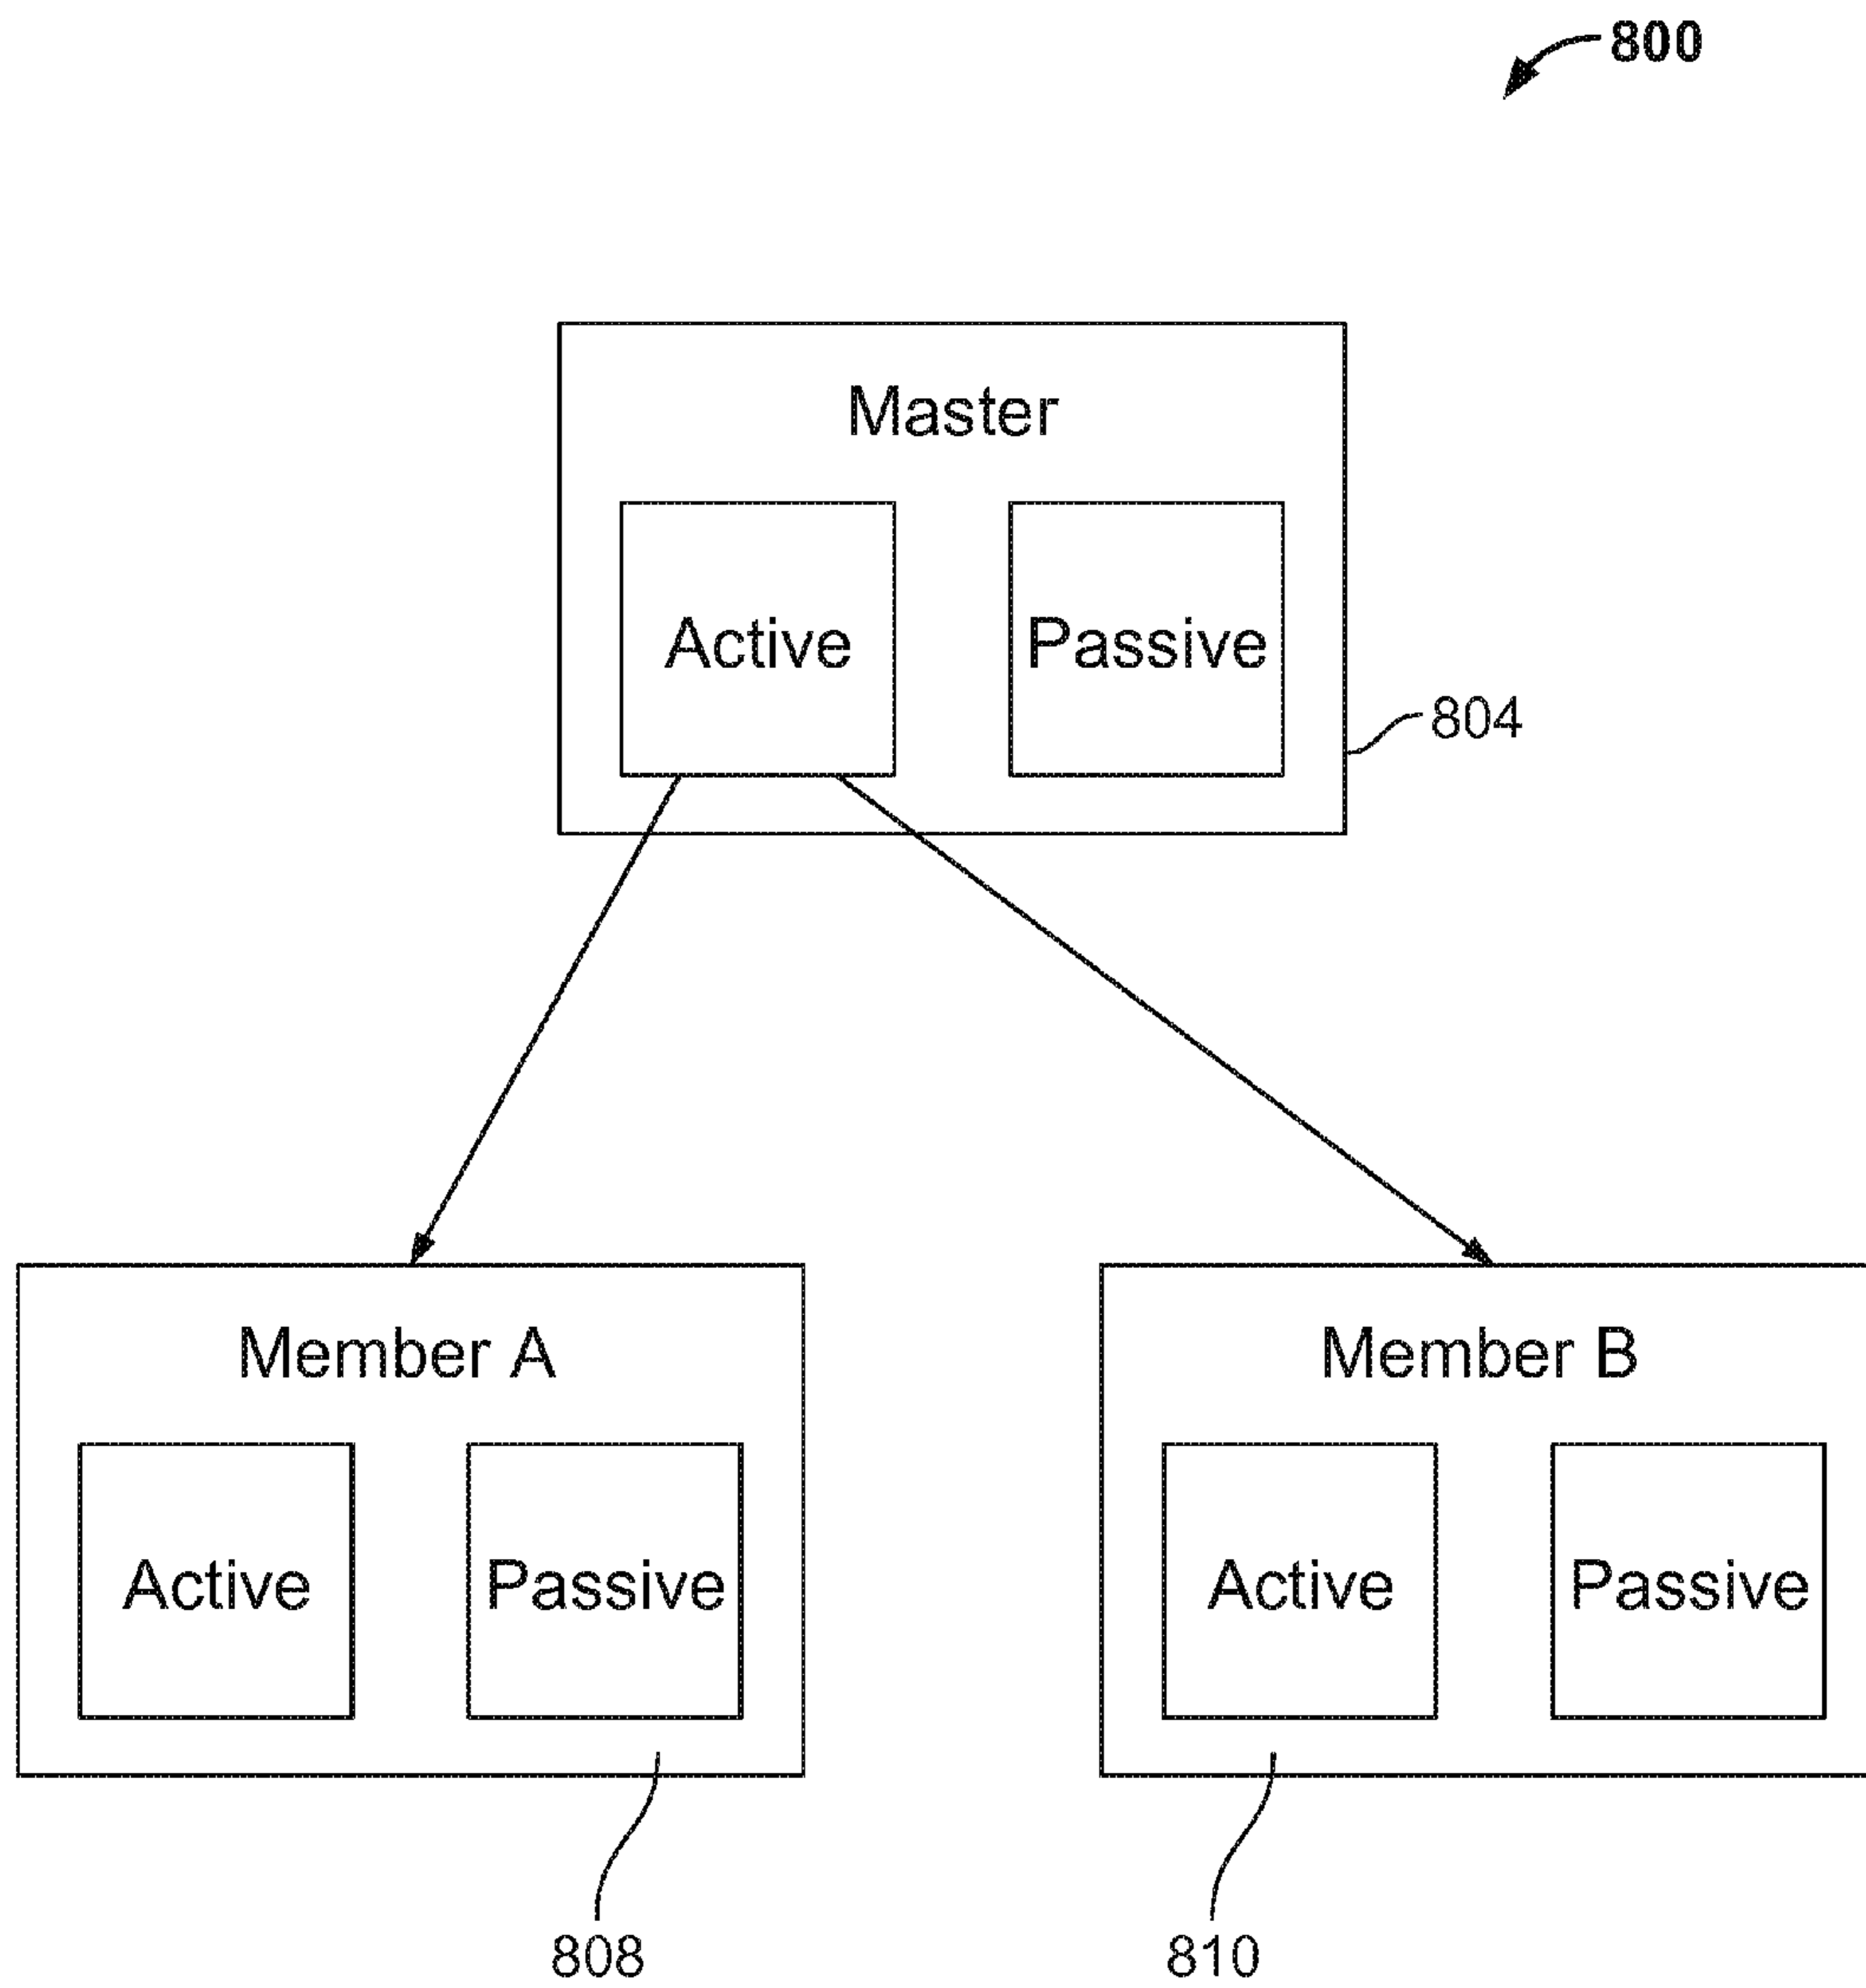 800
Master
Active Passive
804
Member A Member B
Active Passive Active Passive
808 810